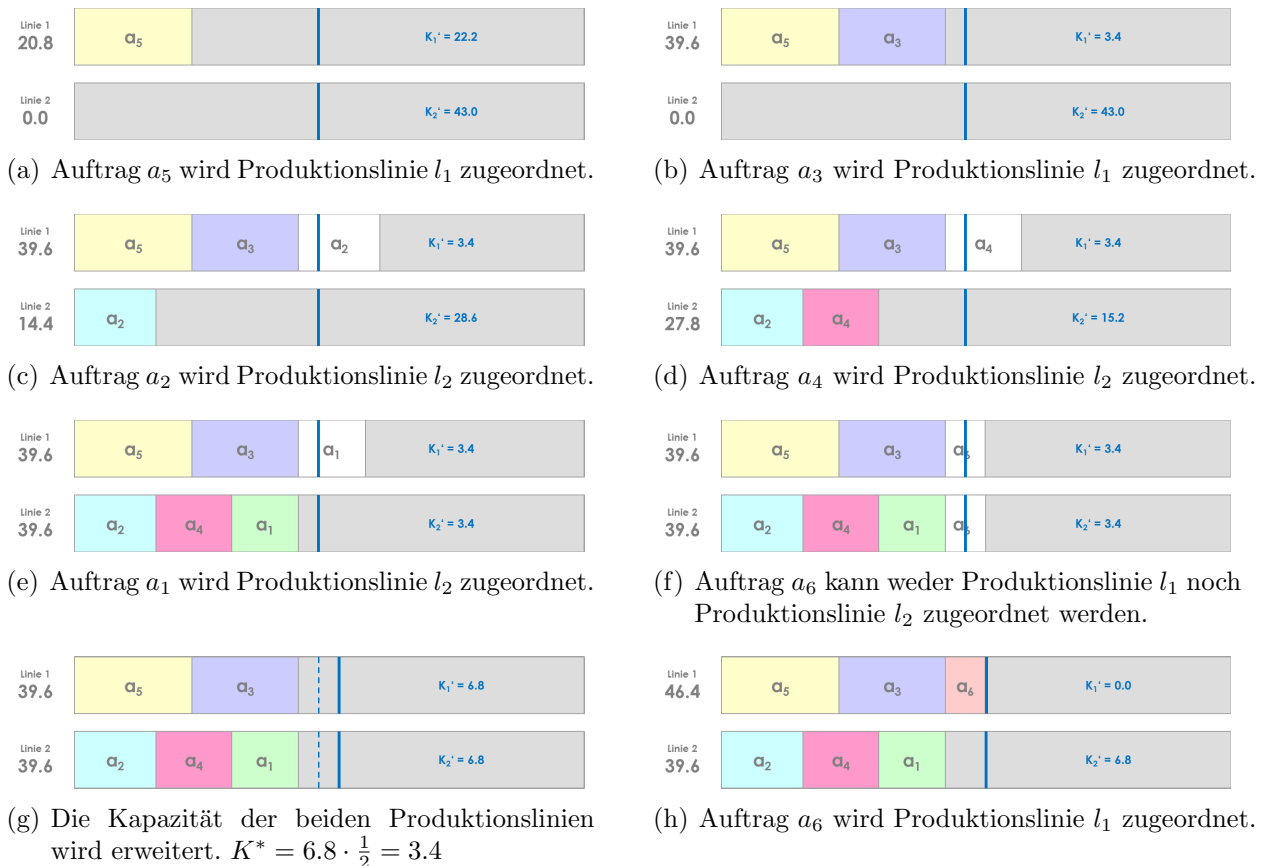 Linie 1
20.8
a₅
K₁‘ = 22.2
Linie 2
0.0
K₂‘ = 43.0
(a) Auftrag a₅ wird Produktionslinie l₁ zugeordnet.
Linie 1
39.6
a₅
a₃
K₁‘ = 3.4
Linie 2
0.0
K₂‘ = 43.0
(b) Auftrag a₃ wird Produktionslinie l₁ zugeordnet.
Linie 1
39.6
a₅
a₃
a₂
K₁‘ = 3.4
Linie 2
14.4
a₂
K₂‘ = 28.6
(c) Auftrag a₂ wird Produktionslinie l₂ zugeordnet.
Linie 1
39.6
a₅
a₃
a₄
K₁‘ = 3.4
Linie 2
27.8
a₂
a₄
K₂‘ = 15.2
(d) Auftrag a₄ wird Produktionslinie l₂ zugeordnet.
Linie 1
39.6
a₅
a₃
a₁
K₁‘ = 3.4
Linie 2
39.6
a₂
a₄
a₁
K₂‘ = 3.4
(e) Auftrag a₁ wird Produktionslinie l₂ zugeordnet.
Linie 1
39.6
a₅
a₃
a₆
K₁‘ = 3.4
Linie 2
39.6
a₂
a₄
a₁
a₆
K₂‘ = 3.4
(f) Auftrag a₆ kann weder Produktionslinie l₁ noch
Produktionslinie l₂ zugeordnet werden.
Linie 1
39.6
a₅
a₃
K₁‘ = 6.8
Linie 2
39.6
a₂
a₄
a₁
K₂‘ = 6.8
(g) Die Kapazität der beiden Produktionslinien
wird erweitert. K* = 6.8 · ½ = 3.4
Linie 1
46.4
a₅
a₃
a₆
K₁‘ = 0.0
Linie 2
39.6
a₂
a₄
a₁
K₂‘ = 6.8
(h) Auftrag a₆ wird Produktionslinie l₁ zugeordnet.